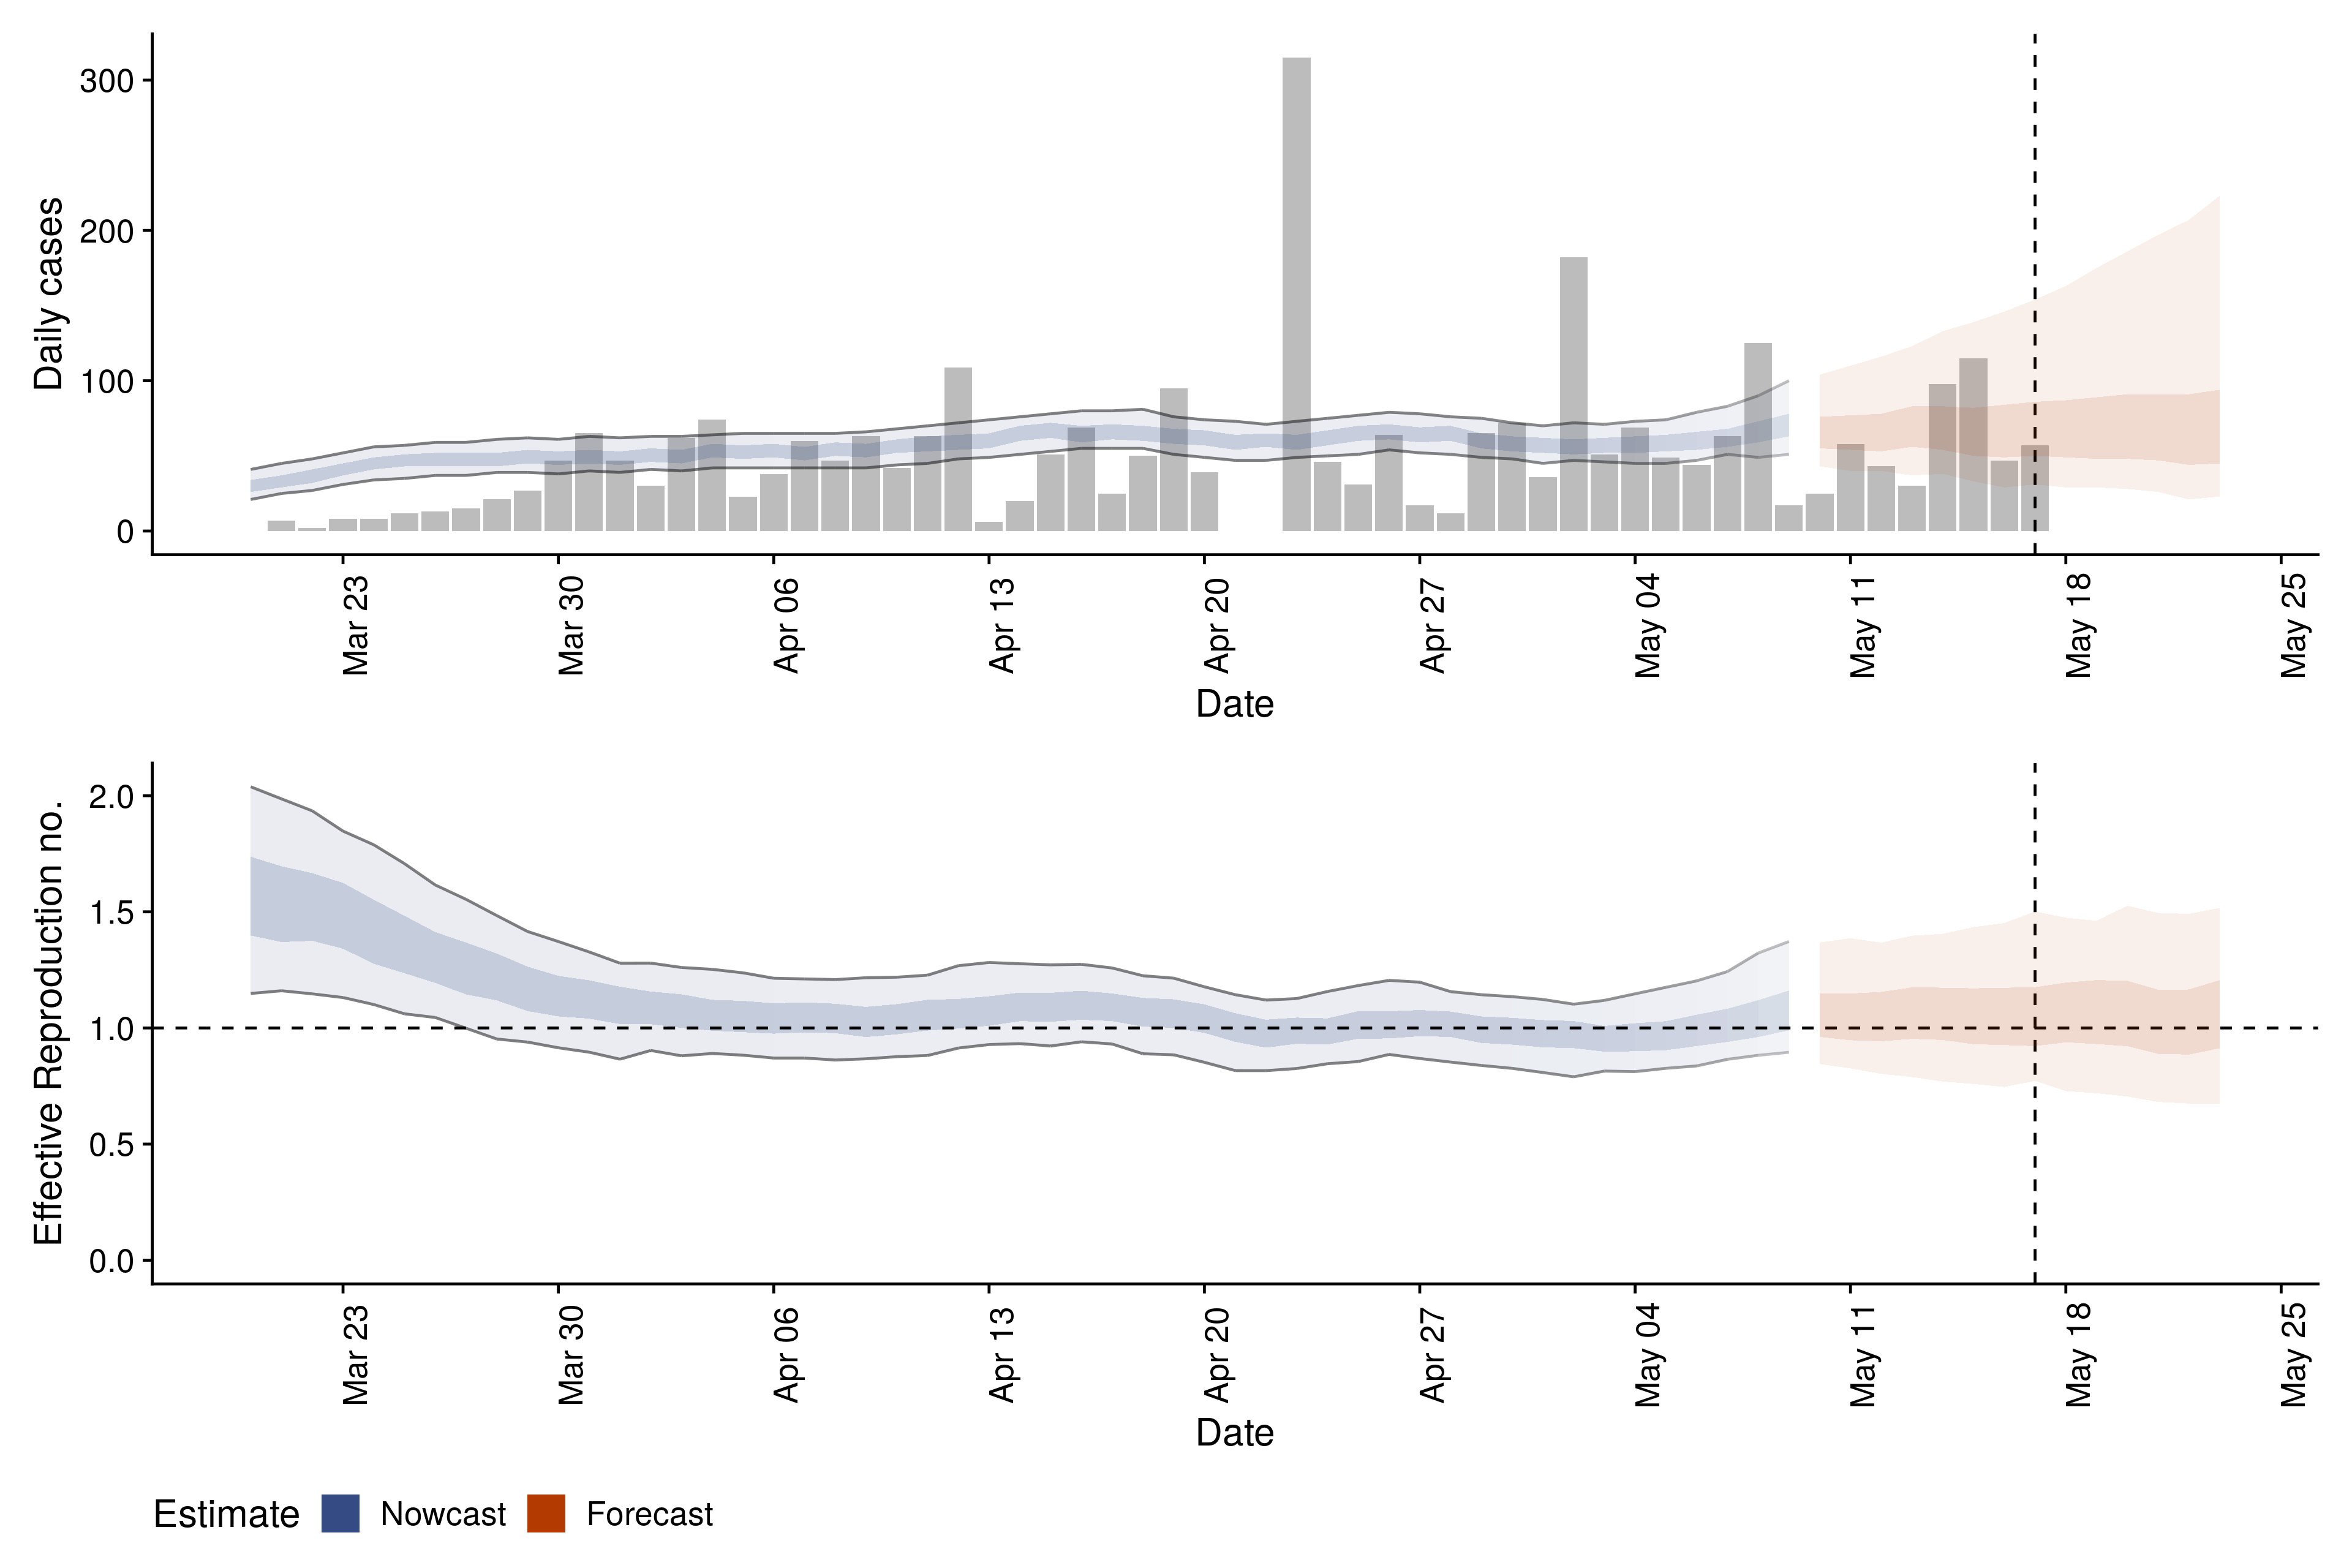 Daily cases
300
200
100
0
Mar 23
Mar 30
Apr 06
Apr 13
Apr 20
Apr 27
May 04
May 11
May 18
May 25
Date
Effective Reproduction no.
2.0
1.5
1.0
0.5
0.0
Mar 23
Mar 30
Apr 06
Apr 13
Apr 20
Apr 27
May 04
May 11
May 18
May 25
Date
Estimate Nowcast Forecast